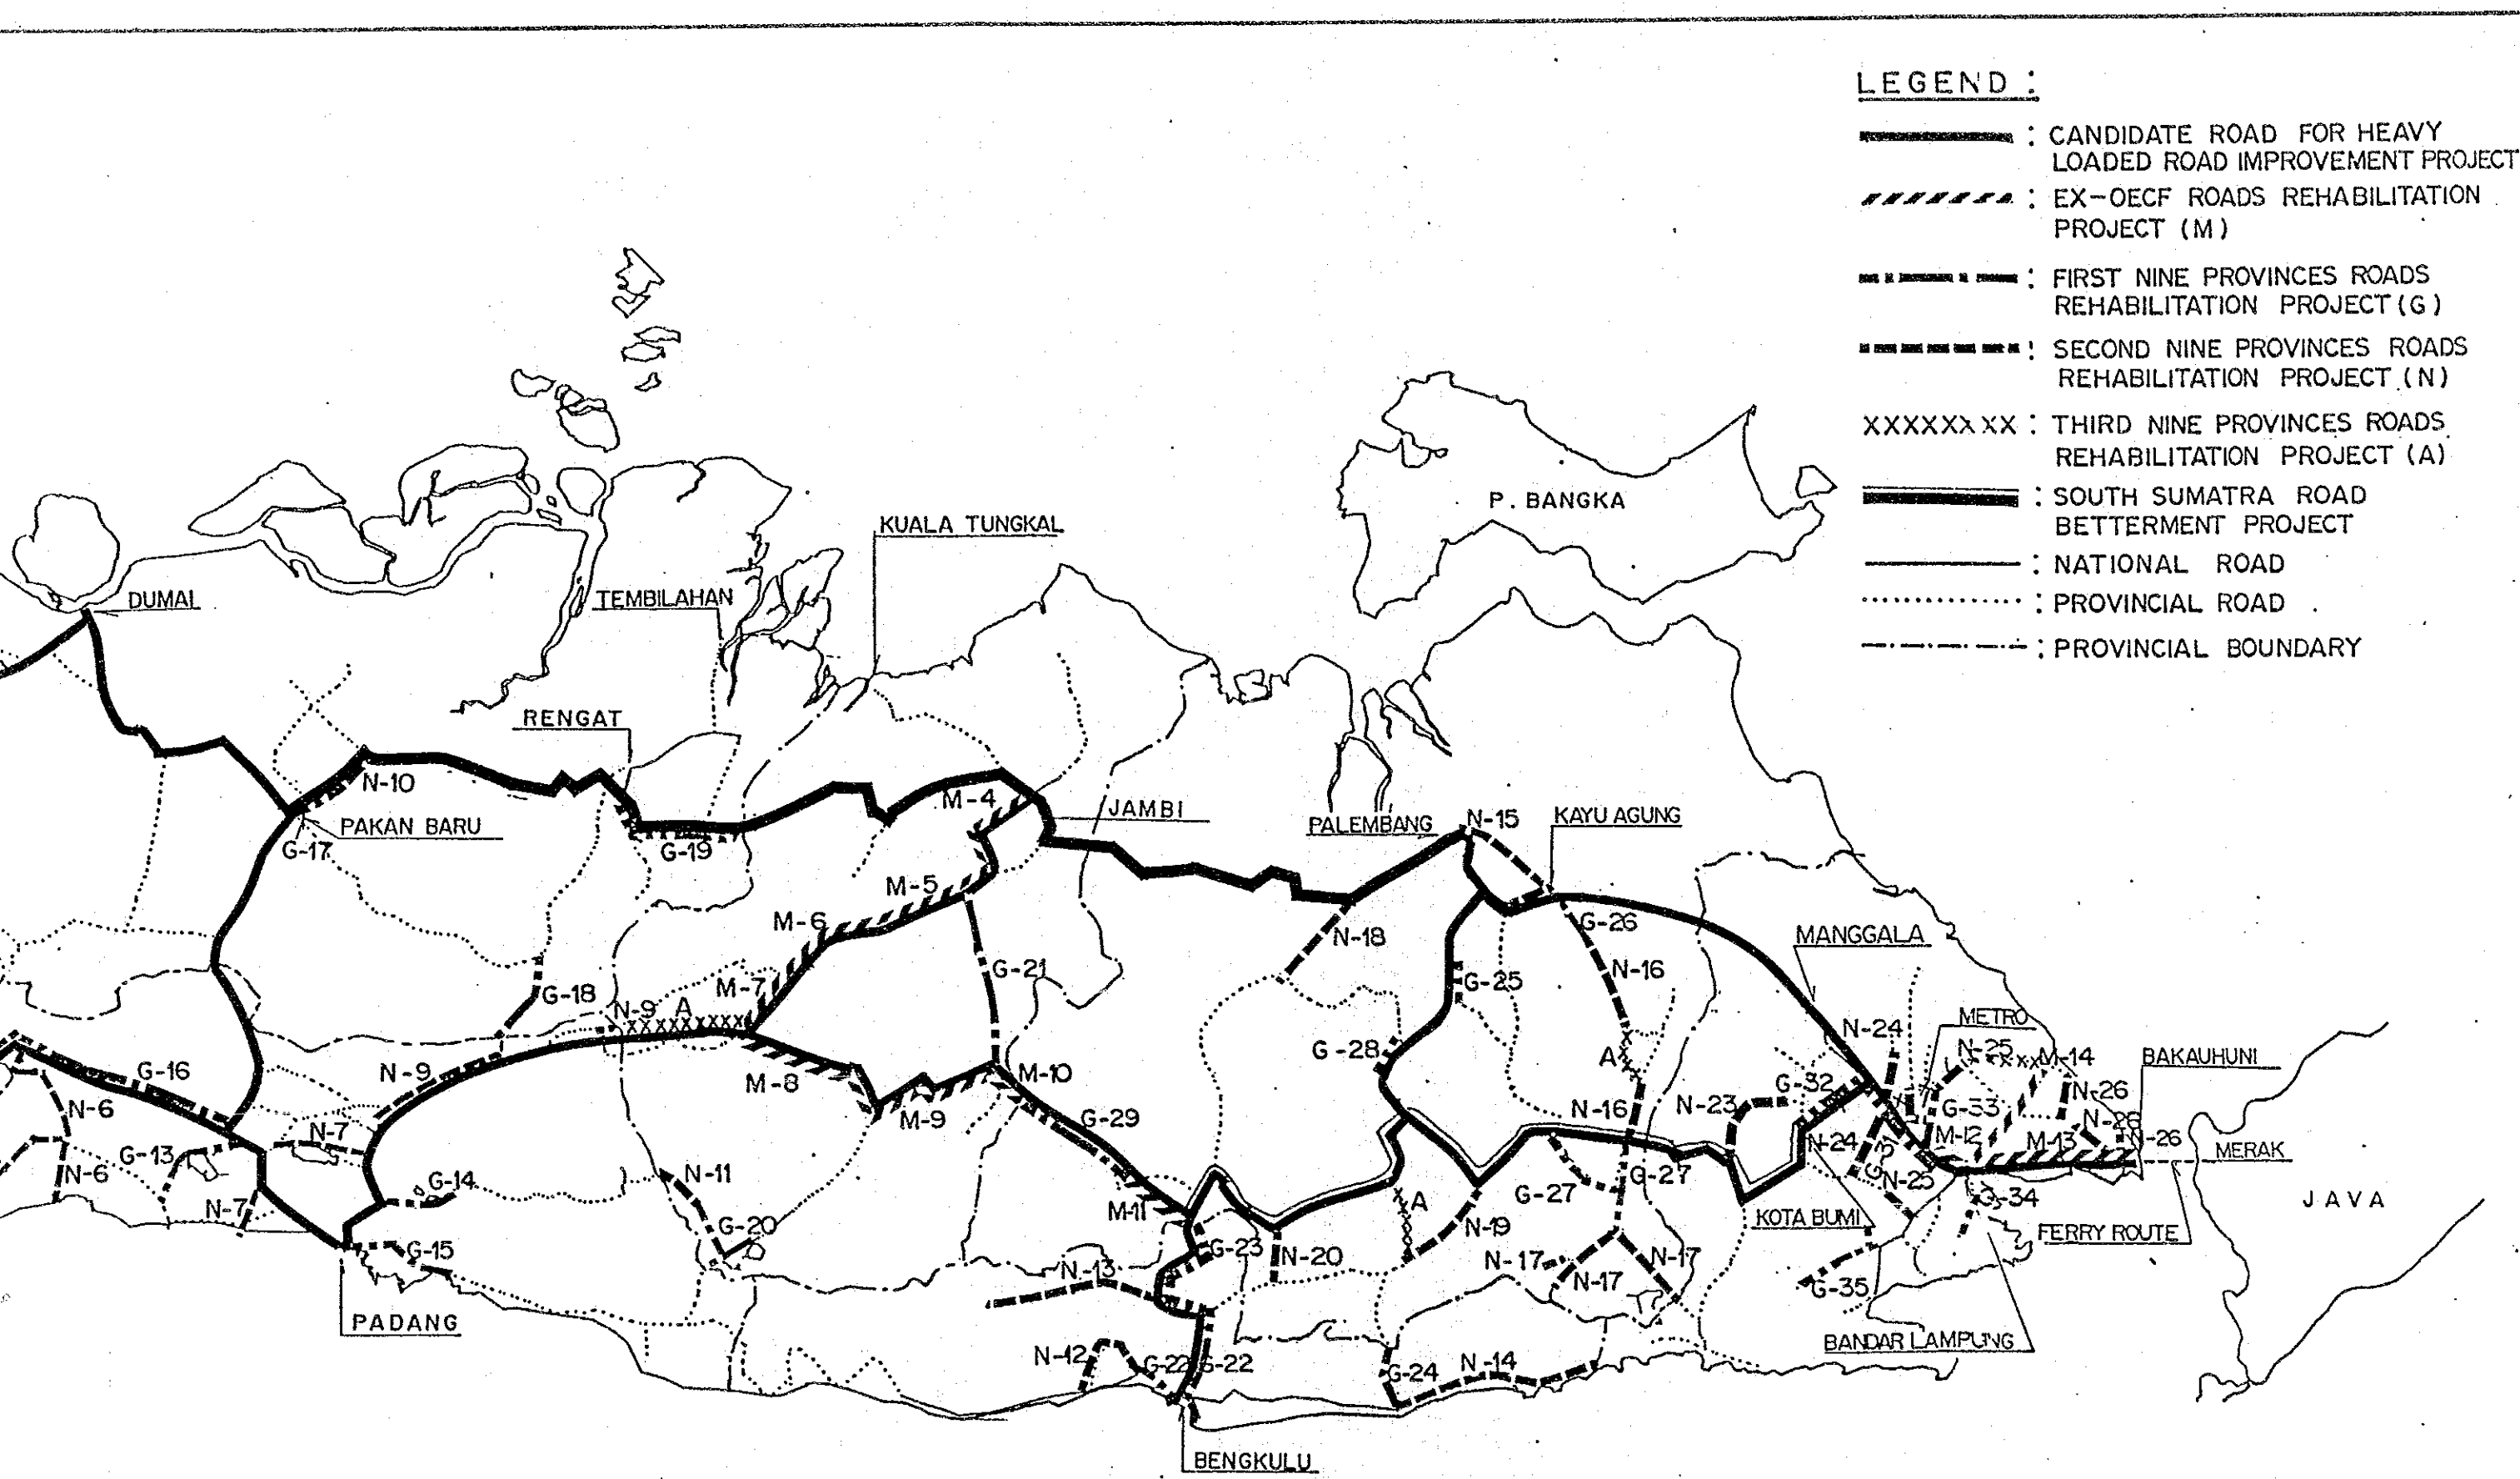 LEGEND :
: CANDIDATE ROAD FOR HEAVY
LOADED ROAD IMPROVEMENT PROJECT
: EX-OECF ROADS REHABILITATION
PROJECT (M)
: FIRST NINE PROVINCES ROADS
REHABILITATION PROJECT (G)
: SECOND NINE PROVINCES ROADS
REHABILITATION PROJECT (N)
XXXXXXXX : THIRD NINE PROVINCES ROADS
REHABILITATION PROJECT (A)
: SOUTH SUMATRA ROAD
BETTERMENT PROJECT
: NATIONAL ROAD
: PROVINCIAL ROAD
: PROVINCIAL BOUNDARY
P. BANGKA
KUALA TUNGKAL
DUMAI
TEMBILAHAN
RENGAT
N-10
PAKAN BARU
G-17
G-19
M-4
JAMBI
PALEMBANG
N-15
KAYU AGUNG
M-5
M-6
G-26
N-18
MANGGALA
G-21
N-16
G-25
G-18
M-7
N-9
A
METRO
N-24
N-25
M-14
BAKAUHUNI
G-28
A
G-16
N-9
M-8
M-10
G-32
N-26
N-6
M-9
G-29
N-16
N-23
G-33
N-26
N-7
G-13
N-24
G-31
M-12
M-13
N-26
MERAK
N-6
G-14
N-11
G-27
G-27
N-25
N-7
M-11
A
G-34
JAVA
G-20
N-19
KOTA BUMI
FERRY ROUTE
G-15
G-23
N-20
N-17
N-17
N-17
N-13
G-35
PADANG
BANDAR LAMPUNG
N-12
G-22
G-22
G-24
N-14
BENGKULU